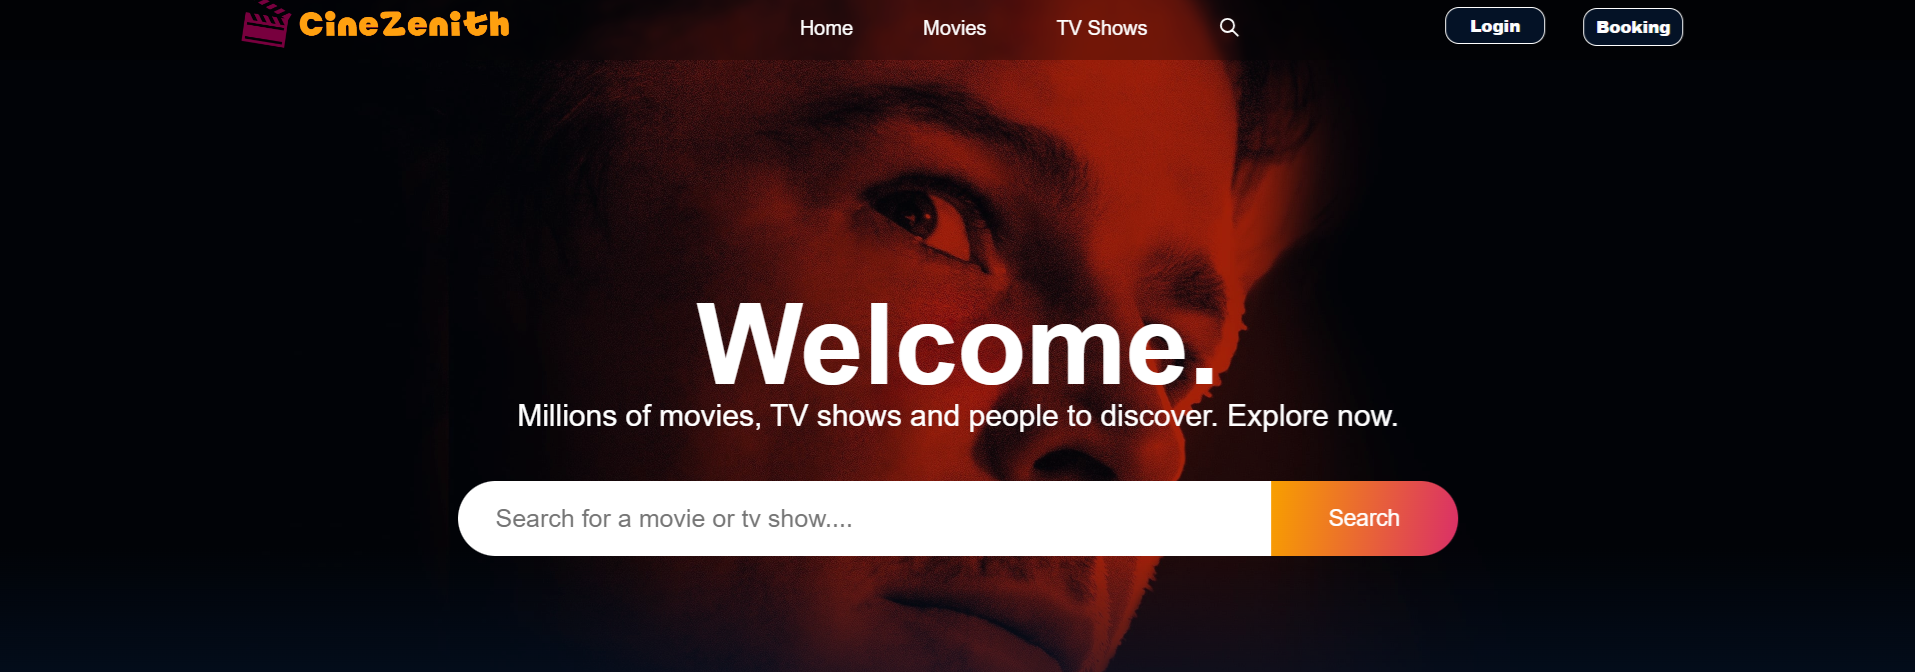 CineZenith
Home Movies TV Shows Login Booking
Welcome.
Millions of movies, TV shows and people to discover. Explore now.
Search for a movie or tv show.... Search